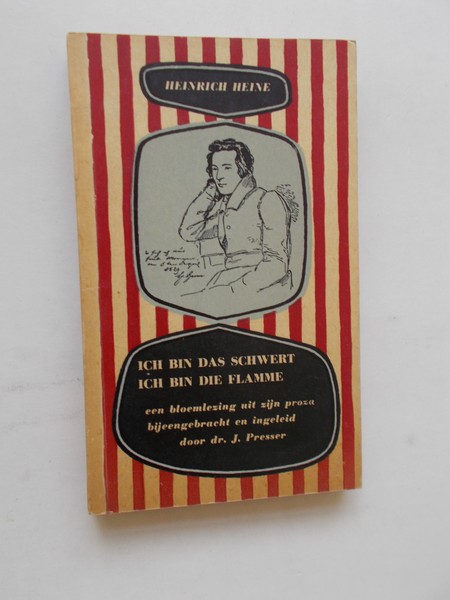 HEINRICH HEINE
1829
ICH BIN DAS SCHWERT
ICH BIN DIE FLAMME
een bloemlezing uit zijn proza
bijeengebracht en ingeleid
door dr. J. Presser